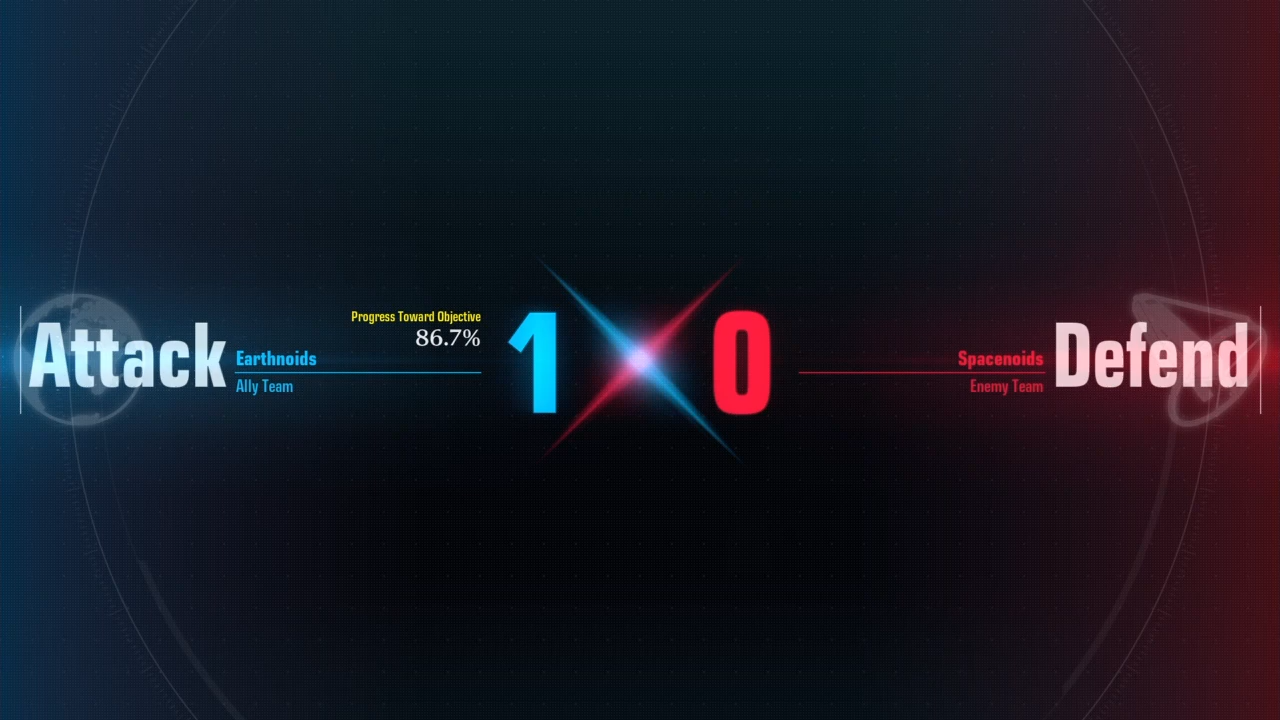 Attack
Earthnoids
Ally Team
Progress Toward Objective
86.7%
1
0
Spacenoids
Enemy Team
Defend